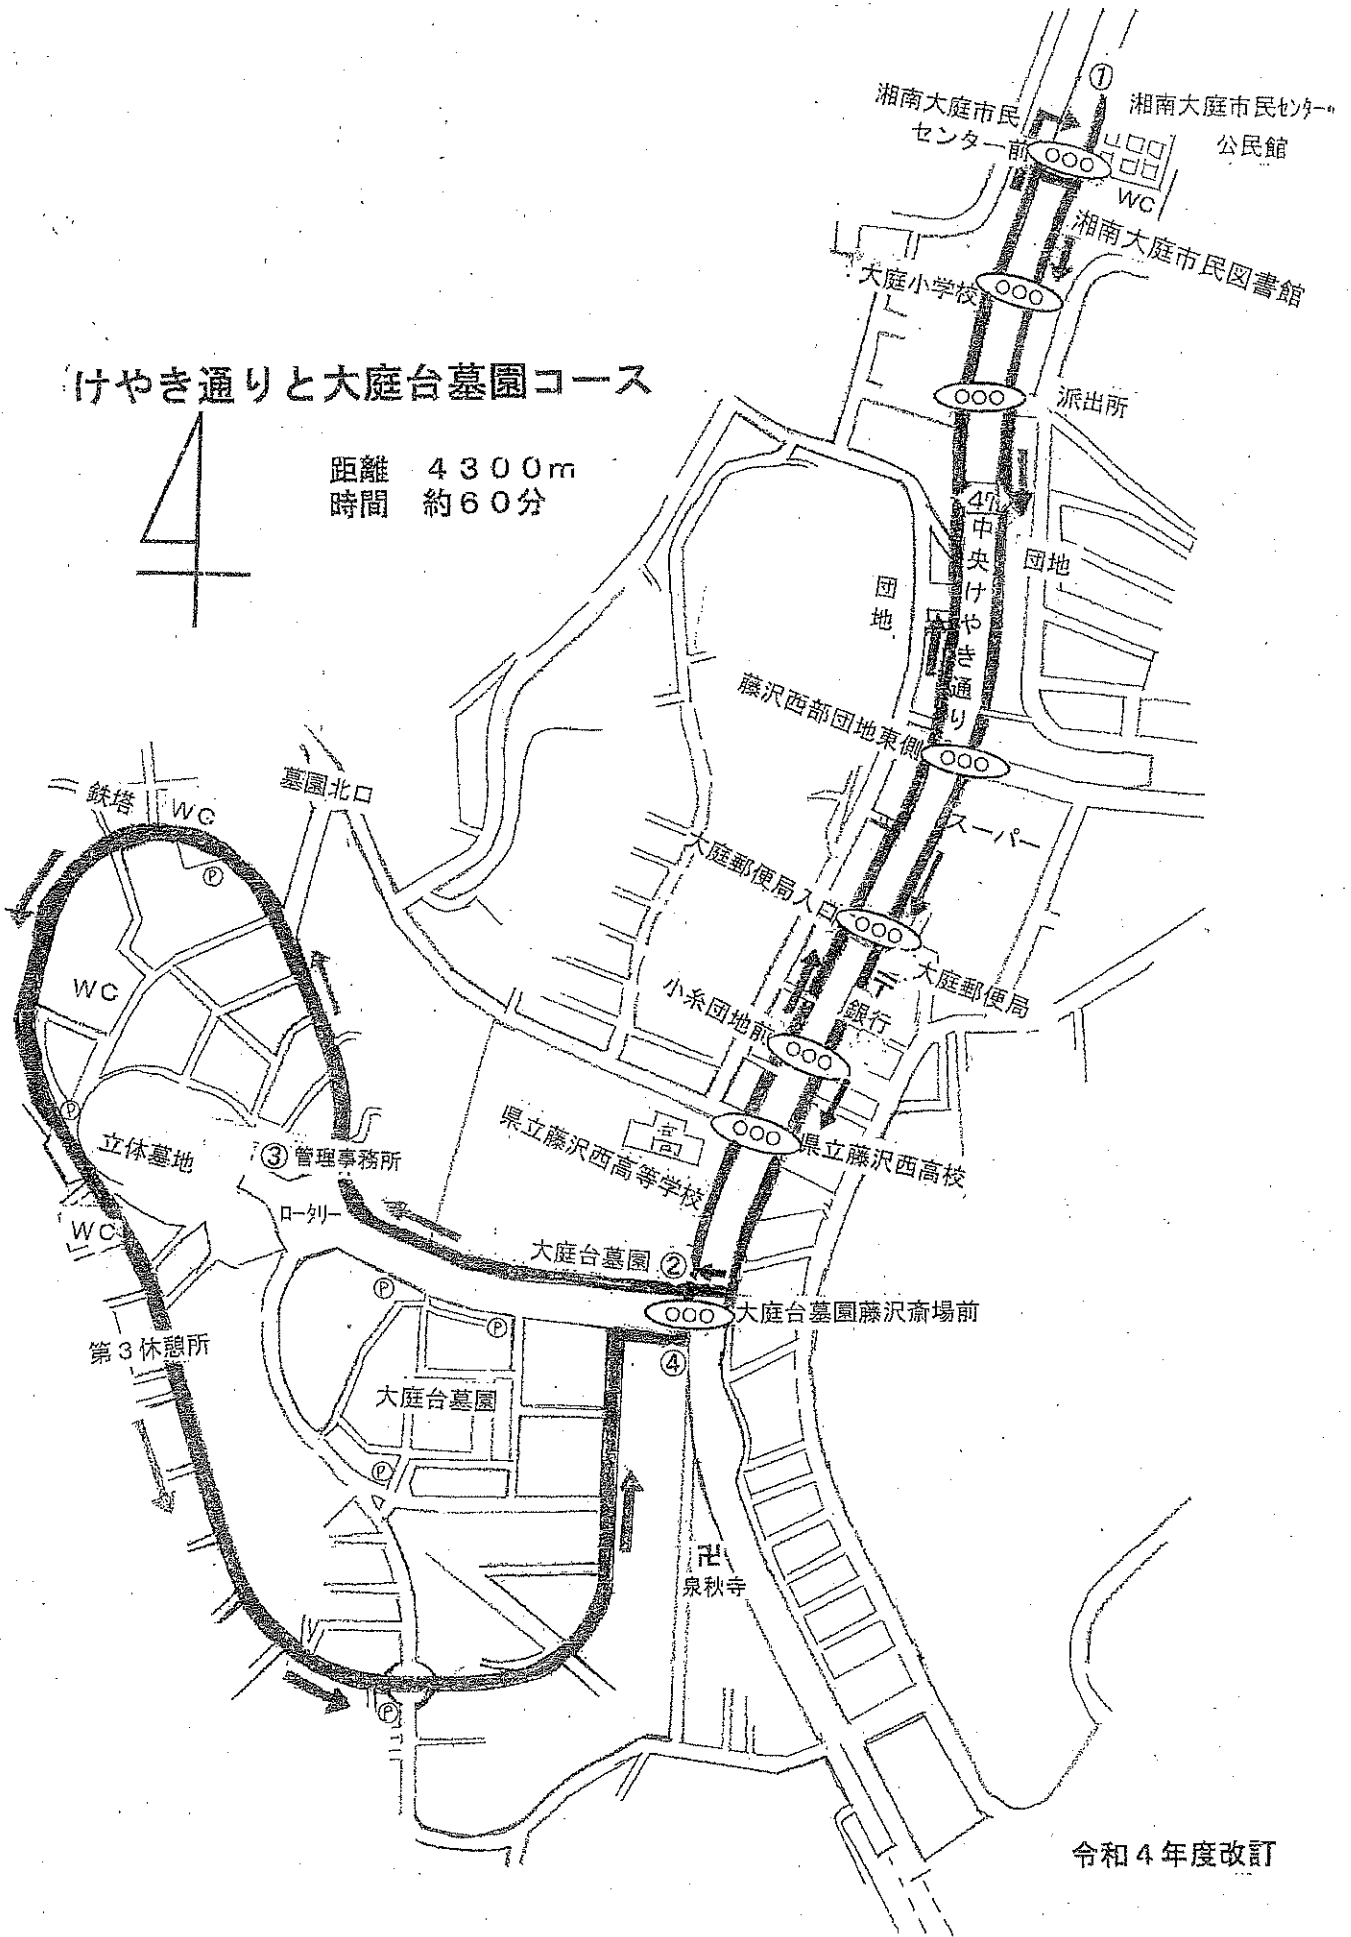 ①
湘南大庭市民センター・
公民館
湘南大庭市民
センター前
WC
湘南大庭市民図書館
大庭小学校
派出所
けやき通りと大庭台墓園コース
距離 4300m
時間 約60分
中央けやき通り
団地
団地
藤沢西部団地東側
スーパー
墓園北口
鉄塔
WC
Ⓟ
大庭郵便局入口
大庭郵便局
〒
銀行
小糸団地前
WC
Ⓟ
県立藤沢西高等学校
県立藤沢西高校
立体墓地
③管理事務所
ロータリー
WC
大庭台墓園②
大庭台墓園藤沢斎場前
Ⓟ
Ⓟ
④
第3休憩所
大庭台墓園
Ⓟ
卍
泉秋寺
Ⓟ
令和4年度改訂